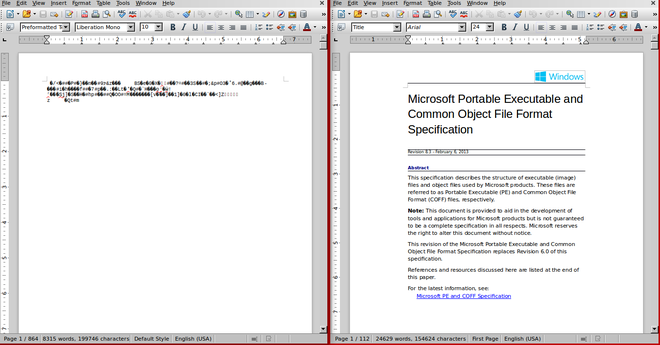 File Edit View Insert Format Table Tools Window Help
Preformatted T Liberation Mono 10
Page 1 / 864 8315 words, 199746 characters Default Style English (USA)
File Edit View Insert Format Table Tools Window Help
Title Arial 24
Windows
Microsoft Portable Executable and
Common Object File Format
Specification
Revision 8.3 – February 6, 2013
Abstract
This specification describes the structure of executable (image)
files and object files used by Microsoft products. These files are
referred to as Portable Executable (PE) and Common Object File
Format (COFF) files, respectively.
Note: This document is provided to aid in the development of
tools and applications for Microsoft products but is not guaranteed
to be a complete specification in all respects. Microsoft reserves
the right to alter this document without notice.
This revision of the Microsoft Portable Executable and Common
Object File Format Specification replaces Revision 6.0 of this
specification.
References and resources discussed here are listed at the end of
this paper.
For the latest information, see:
Microsoft PE and COFF Specification
Page 1 / 112 24629 words, 154624 characters First Page English (USA)